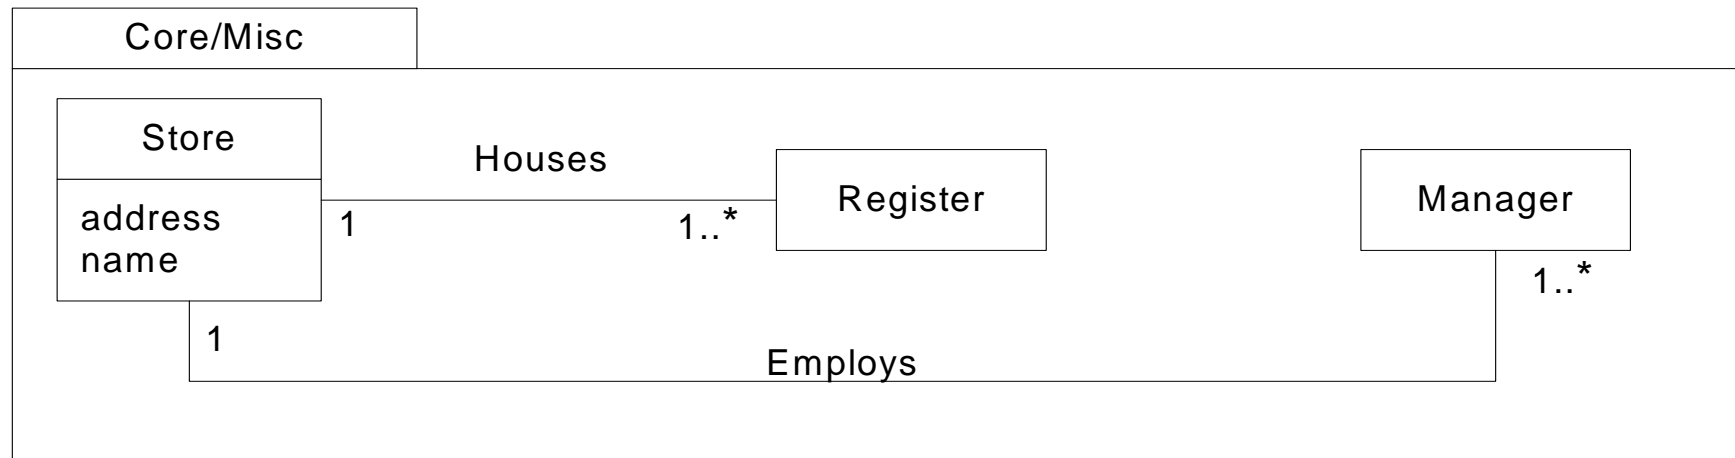 Core/Misc
Store
address
name
Houses
1
1..*
Register
Manager
1..*
1
Employs